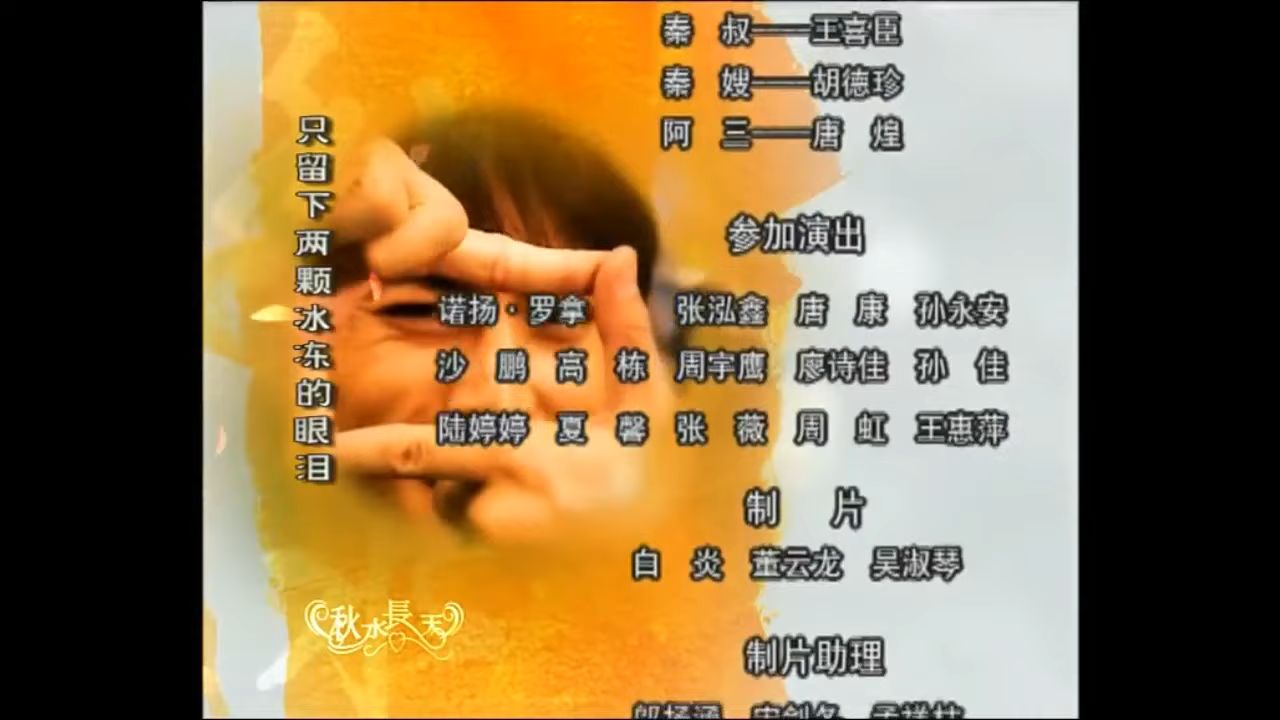 秦 叔——王喜臣
秦 嫂——胡德珍
阿 三——唐 煌
参加演出
诺扬·罗拿 张泓鑫 唐 康 孙永安
沙 鹏 高 栋 周宇鹰 廖诗佳 孙 佳
陆婷婷 夏 馨 张 薇 周 虹 王惠萍
制 片
白 炎 董云龙 吴淑琴
制片助理
只留下两颗冰冻的眼泪
秋水長天